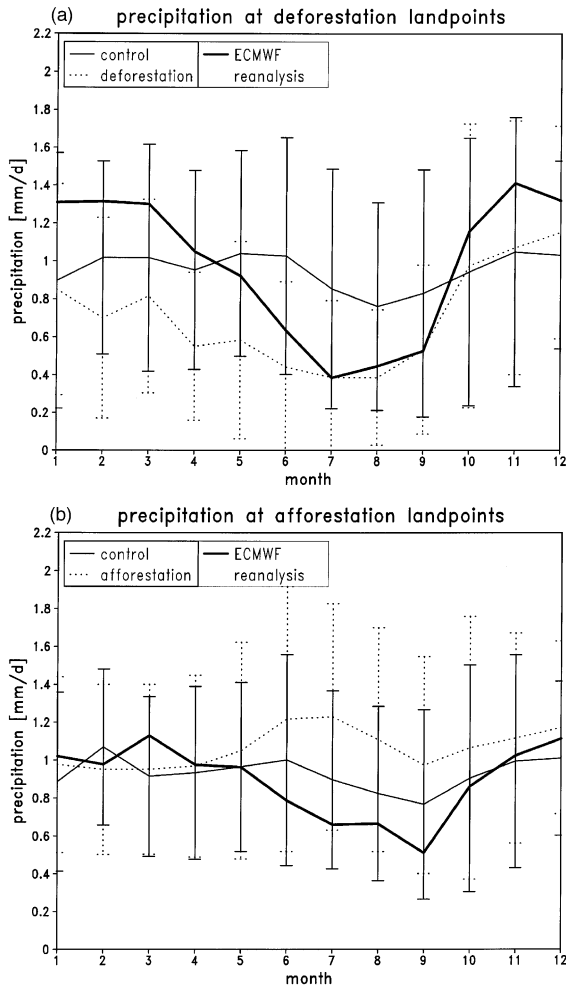 (a) precipitation at deforestation landpoints
2.2
control ECMWF
deforestation reanalysis
2
1.8
1.6
1.4
1.2
1
0.8
0.6
0.4
0.2
0
precipitation [mm/d]
1 2 3 4 5 6 7 8 9 10 11 12
month
(b) precipitation at afforestation landpoints
2.2
control ECMWF
afforestation reanalysis
2
1.8
1.6
1.4
1.2
1
0.8
0.6
0.4
0.2
0
precipitation [mm/d]
1 2 3 4 5 6 7 8 9 10 11 12
month